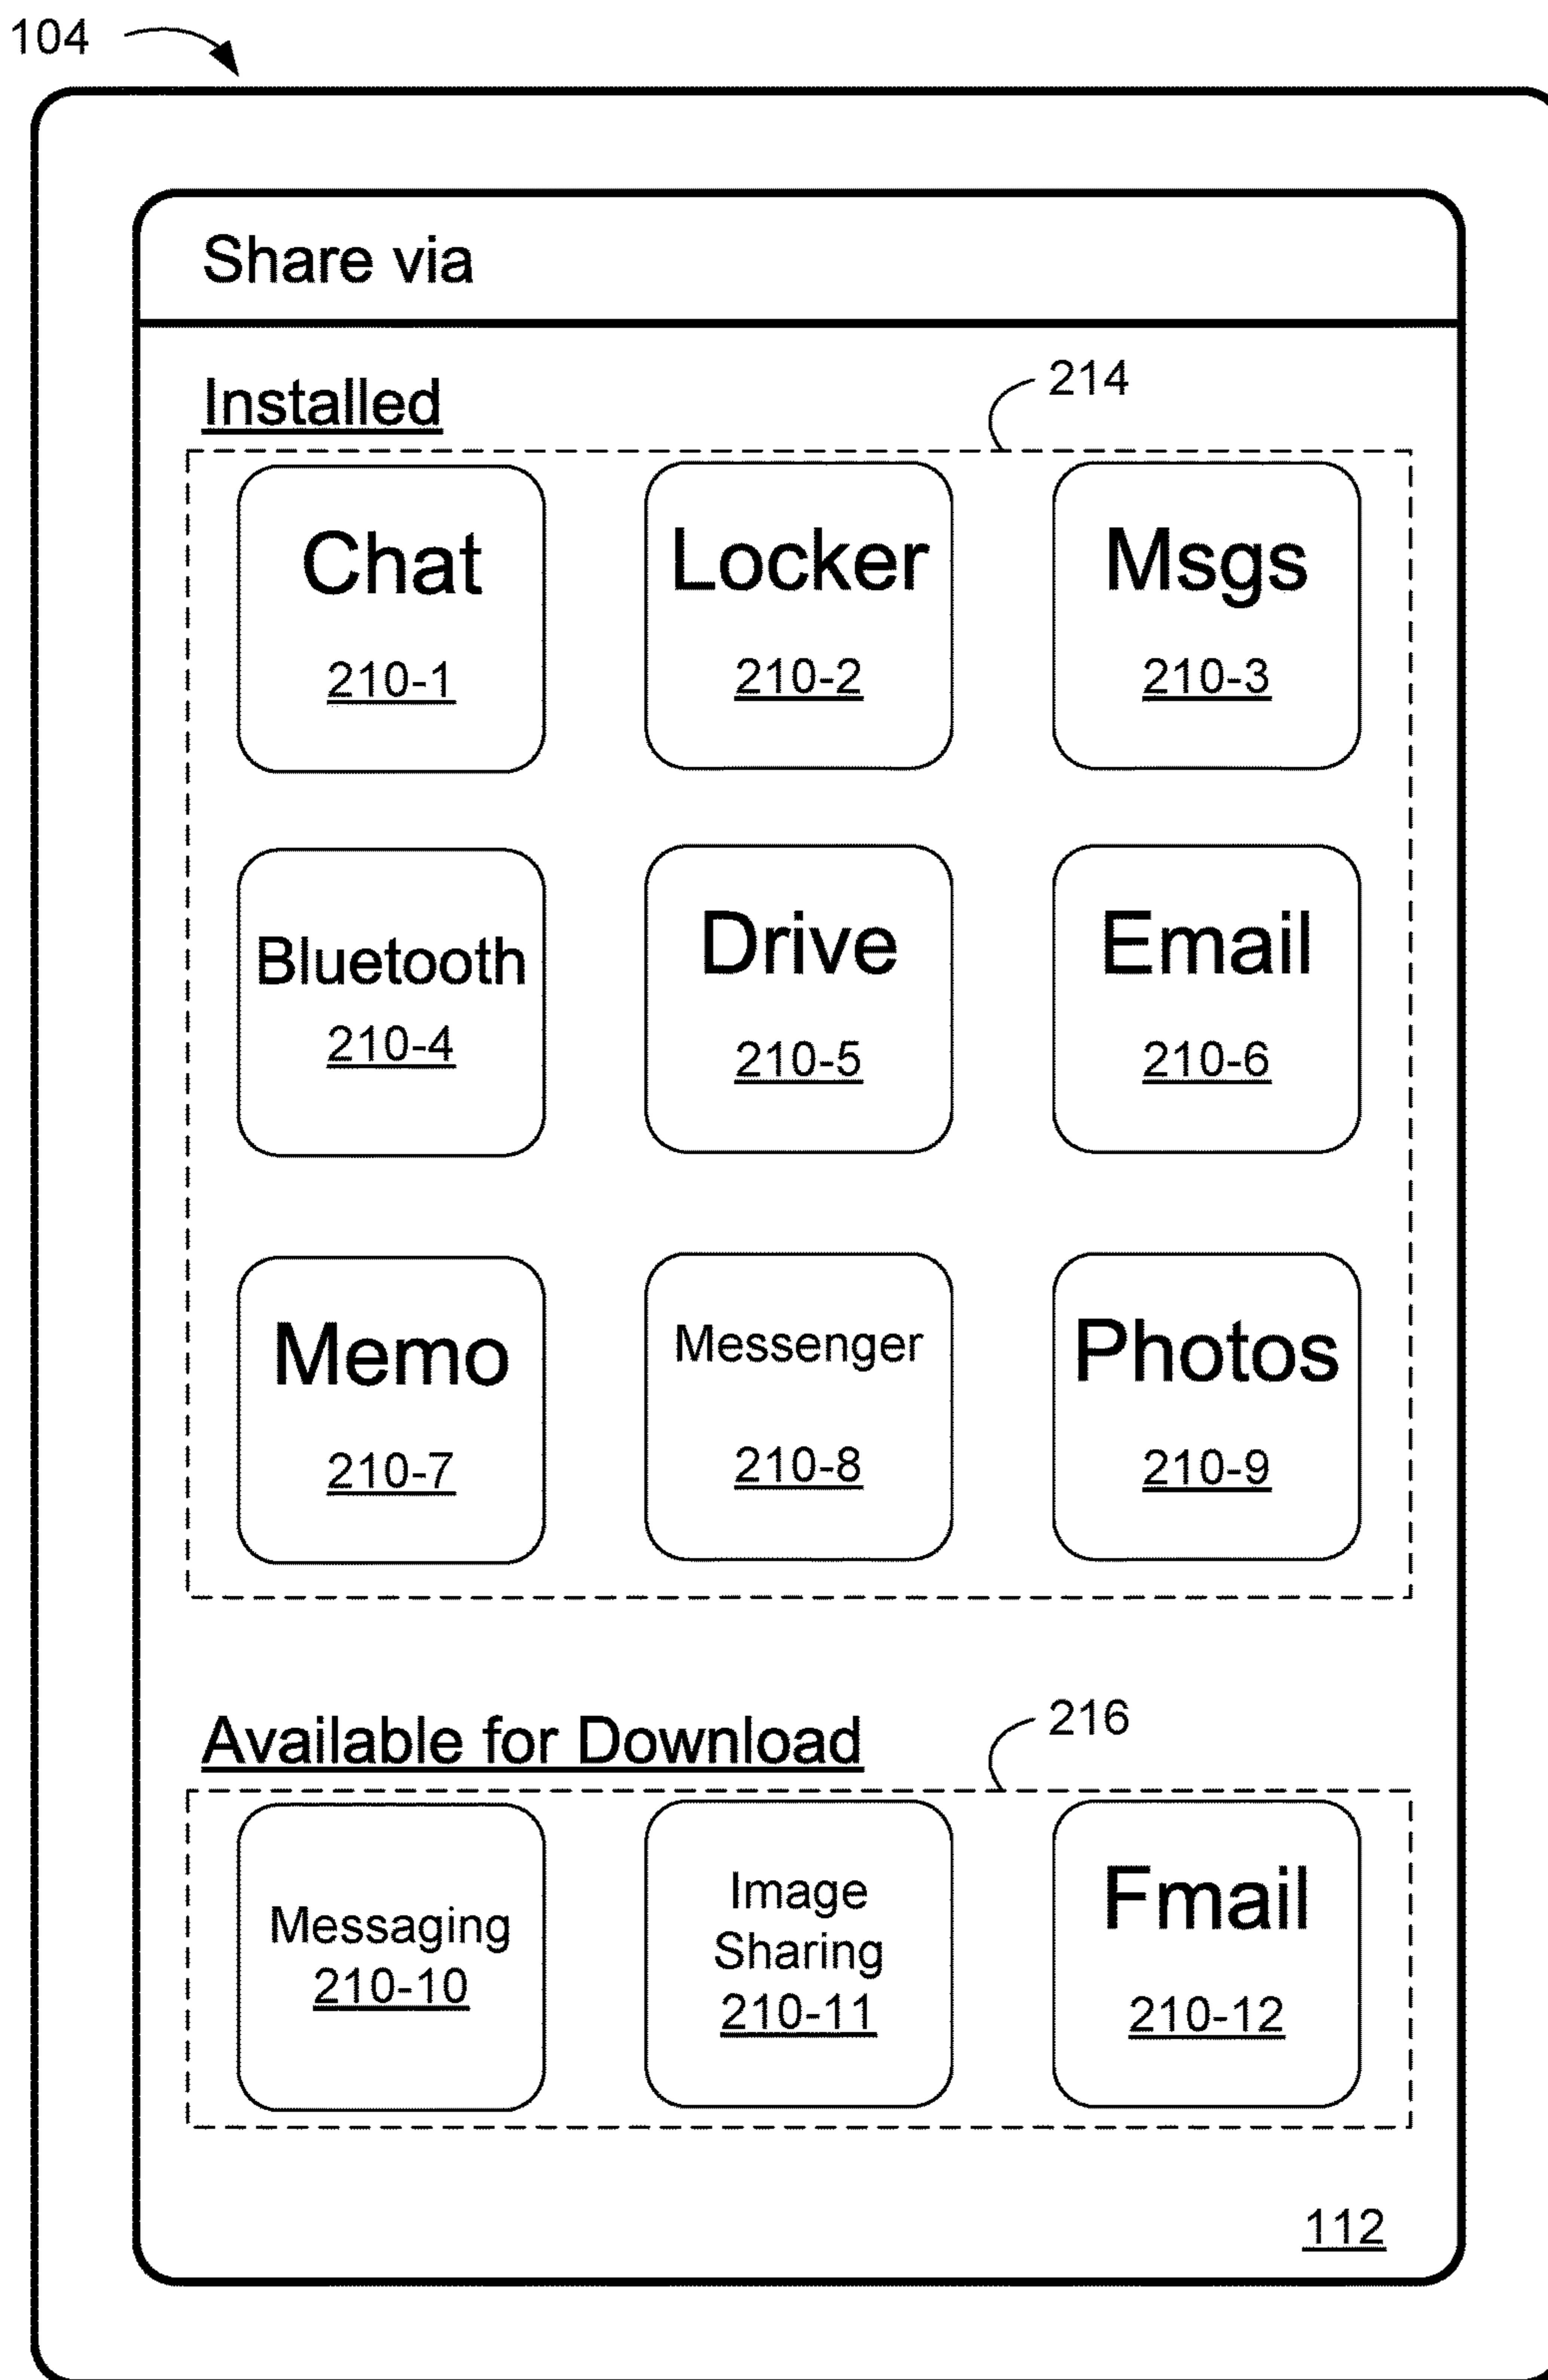 104
Share via
Installed
214
Chat
Locker
Msgs
210-1
210-2
210-3
Bluetooth
Drive
Email
210-4
210-5
210-6
Memo
Messenger
Photos
210-7
210-8
210-9
Available for Download
216
Messaging
210-10
Image
Sharing
210-11
Fmail
210-12
112